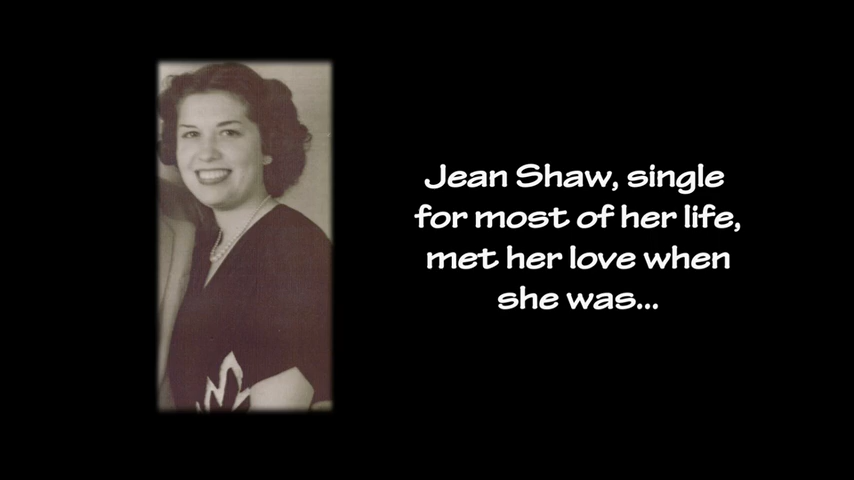 Jean Shaw, single
for most of her life,
met her love when
she was...